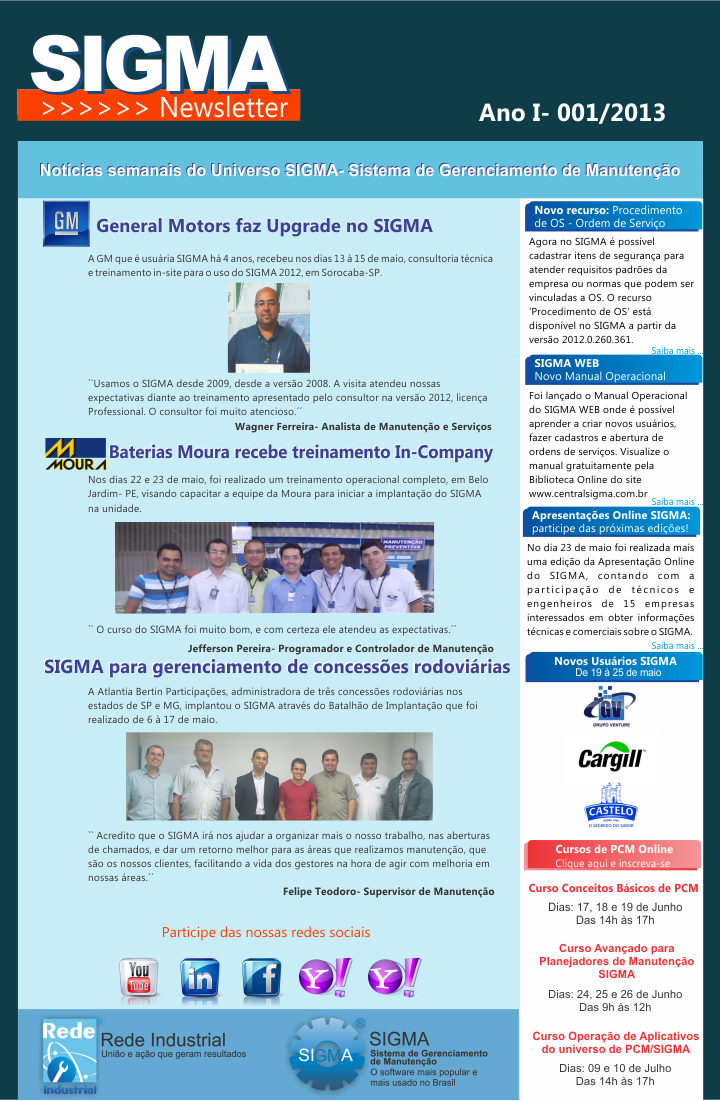 SIGMA
>>>>>> Newsletter
Ano I- 001/2013
Notícias semanais do Universo SIGMA- Sistema de Gerenciamento de Manutenção
GM
General Motors faz Upgrade no SIGMA
A GM que é usuária SIGMA há 4 anos, recebeu nos dias 13 à 15 de maio, consultoria técnica
e treinamento in-site para o uso do SIGMA 2012, em Sorocaba-SP.
``Usamos o SIGMA desde 2009, desde a versão 2008. A visita atendeu nossas
expectativas diante ao treinamento apresentado pelo consultor na versão 2012, licença
Professional. O consultor foi muito atencioso.´´
Wagner Ferreira- Analista de Manutenção e Serviços
MOURA
Baterias Moura recebe treinamento In-Company
Nos dias 22 e 23 de maio, foi realizado um treinamento operacional completo, em Belo
Jardim- PE, visando capacitar a equipe da Moura para iniciar a implantação do SIGMA
na unidade.
MANUTENÇÃO
PREVENTIVA
`` O curso do SIGMA foi muito bom, e com certeza ele atendeu as expectativas.´´
Jefferson Pereira- Programador e Controlador de Manutenção
SIGMA para gerenciamento de concessões rodoviárias
A Atlantia Bertin Participações, administradora de três concessões rodoviárias nos
estados de SP e MG, implantou o SIGMA através do Batalhão de Implantação que foi
realizado de 6 à 17 de maio.
`` Acredito que o SIGMA irá nos ajudar a organizar mais o nosso trabalho, nas aberturas
de chamados, e dar um retorno melhor para as áreas que realizamos manutenção, que
são os nossos clientes, facilitando a vida dos gestores na hora de agir com melhoria em
nossas áreas.´´
Felipe Teodoro- Supervisor de Manutenção
Participe das nossas redes sociais
You
Tube
in
f
Y!
Y!
Novo recurso: Procedimento
de OS - Ordem de Serviço
Agora no SIGMA é possível
cadastrar itens de segurança para
atender requisitos padrões da
empresa ou normas que podem ser
vinculadas a OS. O recurso
‘Procedimento de OS’ está
disponível no SIGMA a partir da
versão 2012.0.260.361.
Saiba mais ...
SIGMA WEB
Novo Manual Operacional
Foi lançado o Manual Operacional
do SIGMA WEB onde é possível
aprender a criar novos usuários,
fazer cadastros e abertura de
ordens de serviços. Visualize o
manual gratuitamente pela
Biblioteca Online do site
www.centralsigma.com.br
Saiba mais ...
Apresentações Online SIGMA:
participe das próximas edições!
No dia 23 de maio foi realizada mais
uma edição da Apresentação Online
do SIGMA, contando com a
participação de técnicos e
engenheiros de 15 empresas
interessados em obter informações
técnicas e comerciais sobre o SIGMA.
Saiba mais ...
Novos Usuários SIGMA
De 19 à 25 de maio
GV
GRUPO VENTURE
Cargill™
CASTELO
O SEGREDO DO SABOR
Cursos de PCM Online
Clique aqui e inscreva-se
Curso Conceitos Básicos de PCM
Dias: 17, 18 e 19 de Junho
Das 14h às 17h
Curso Avançado para
Planejadores de Manutenção
SIGMA
Dias: 24, 25 e 26 de Junho
Das 9h às 12h
Curso Operação de Aplicativos
do universo de PCM/SIGMA
Dias: 09 e 10 de Julho
Das 14h às 17h
Rede
industrial
Rede Industrial
União e ação que geram resultados
SIGMA
®
SIGMA
Sistema de Gerenciamento
de Manutenção
O software mais popular e
mais usado no Brasil